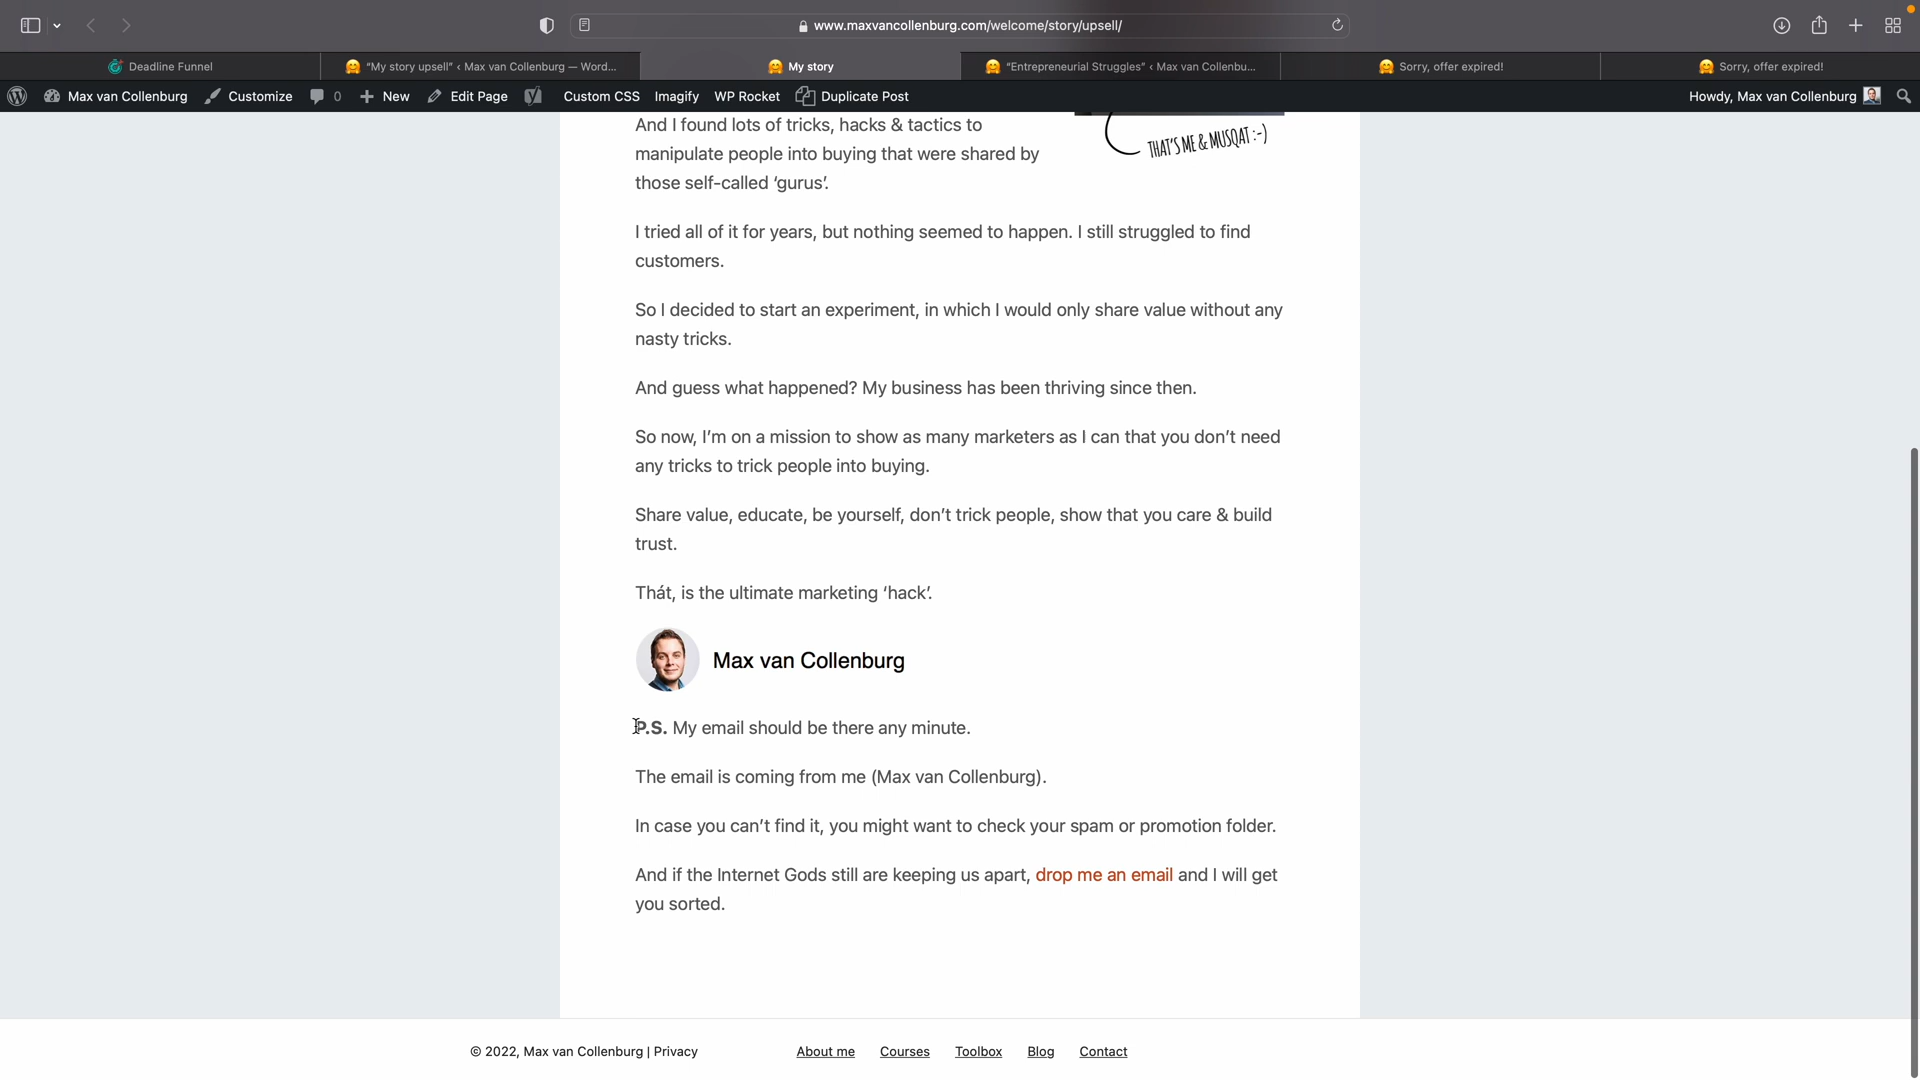 www.maxvancollenburg.com/welcome/story/upsell/
Deadline Funnel
"My story upsell" ‹ Max van Collenburg — Word...
My story
"Entrepreneurial Struggles" ‹ Max van Collenbu...
Sorry, offer expired!
Sorry, offer expired!
Max van Collenburg
Customize
0
New
Edit Page
Custom CSS
Imagify
WP Rocket
Duplicate Post
Howdy, Max van Collenburg
And I found lots of tricks, hacks & tactics to
manipulate people into buying that were shared by
those self-called ‘gurus’.
THAT'S ME & MUSQAT :-)
I tried all of it for years, but nothing seemed to happen. I still struggled to find
customers.
So I decided to start an experiment, in which I would only share value without any
nasty tricks.
And guess what happened? My business has been thriving since then.
So now, I’m on a mission to show as many marketers as I can that you don’t need
any tricks to trick people into buying.
Share value, educate, be yourself, don’t trick people, show that you care & build
trust.
Thát, is the ultimate marketing ‘hack’.
Max van Collenburg
P.S. My email should be there any minute.
The email is coming from me (Max van Collenburg).
In case you can’t find it, you might want to check your spam or promotion folder.
And if the Internet Gods still are keeping us apart, drop me an email and I will get
you sorted.
© 2022, Max van Collenburg | Privacy
About me
Courses
Toolbox
Blog
Contact